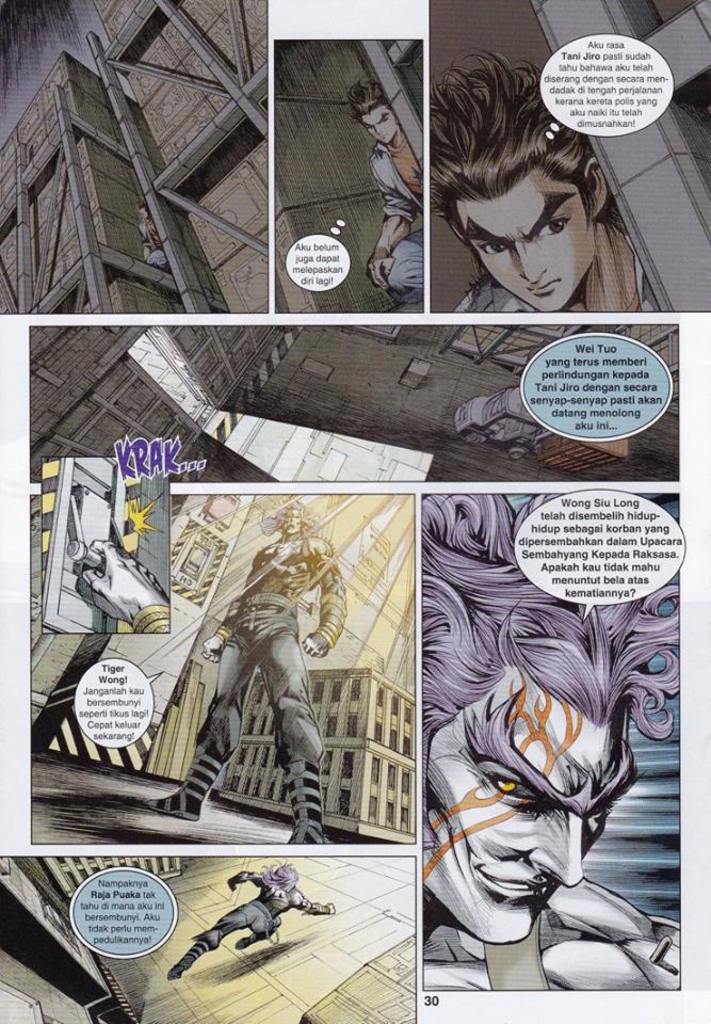 Aku rasa
Tani Jiro pasti sudah
tahu bahawa aku telah
diserang dengan secara men-
dadak di tengah perjalanan
kerana kereta polis yang
aku naiki itu telah
dimusnahkan!
Aku belum
juga dapat
melepaskan
diri lagi!
Wei Tuo
yang terus memberi
perlindungan kepada
Tani Jiro dengan secara
senyap-senyap pasti akan
datang menolong
aku ini...
KRAK...
Tiger
Wong!
Janganlah kau
bersembunyi
seperti tikus lagi!
Cepat keluar
sekarang!
Wong Siu Long
telah disembelih hidup-
hidup sebagai korban yang
dipersembahkan dalam Upacara
Sembahyang Kepada Raksasa.
Apakah kau tidak mahu
menuntut bela atas
kematiannya?
Nampaknya
Raja Puaka tak
tahu di mana aku ini
bersembunyi. Aku
tidak perlu mem-
pedulikannya!
30